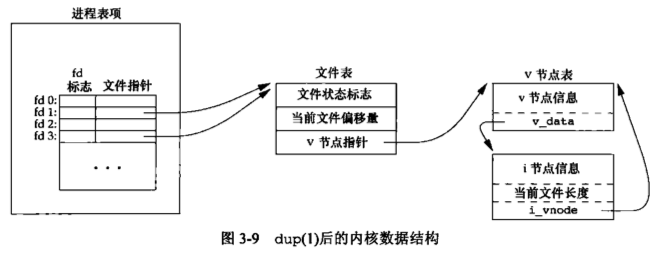 进程表项
fd
标志 文件指针
fd 0:
fd 1:
fd 2:
fd 3:
...
文件表
文件状态标志
当前文件偏移量
v 节点指针
v 节点表
v 节点信息
v_data
i 节点信息
当前文件长度
i_vnode
图 3-9 dup(1)后的内核数据结构